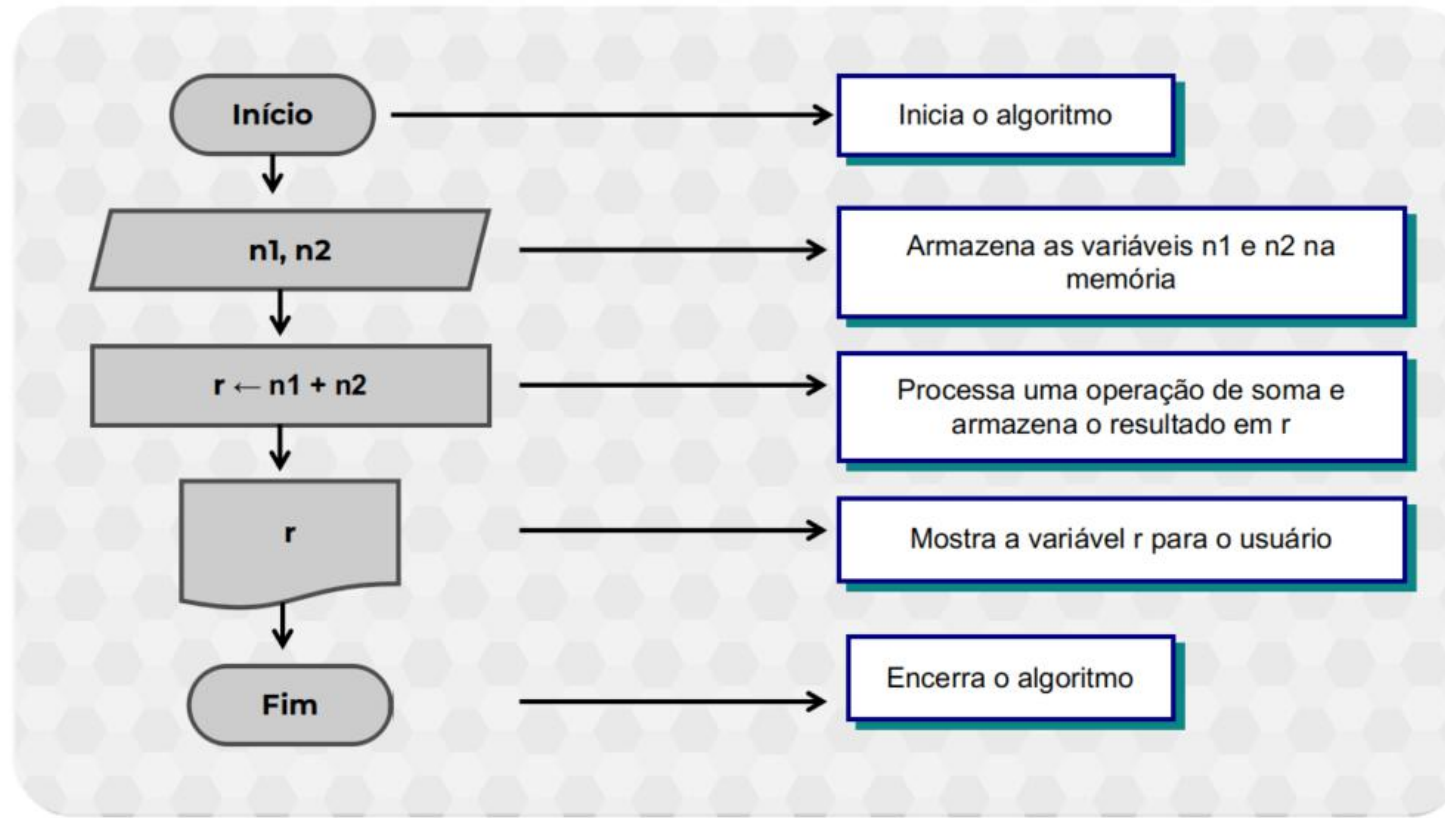 Início
Inicia o algoritmo
n1, n2
Armazena as variáveis n1 e n2 na
memória
r ← n1 + n2
Processa uma operação de soma e
armazena o resultado em r
r
Mostra a variável r para o usuário
Fim
Encerra o algoritmo